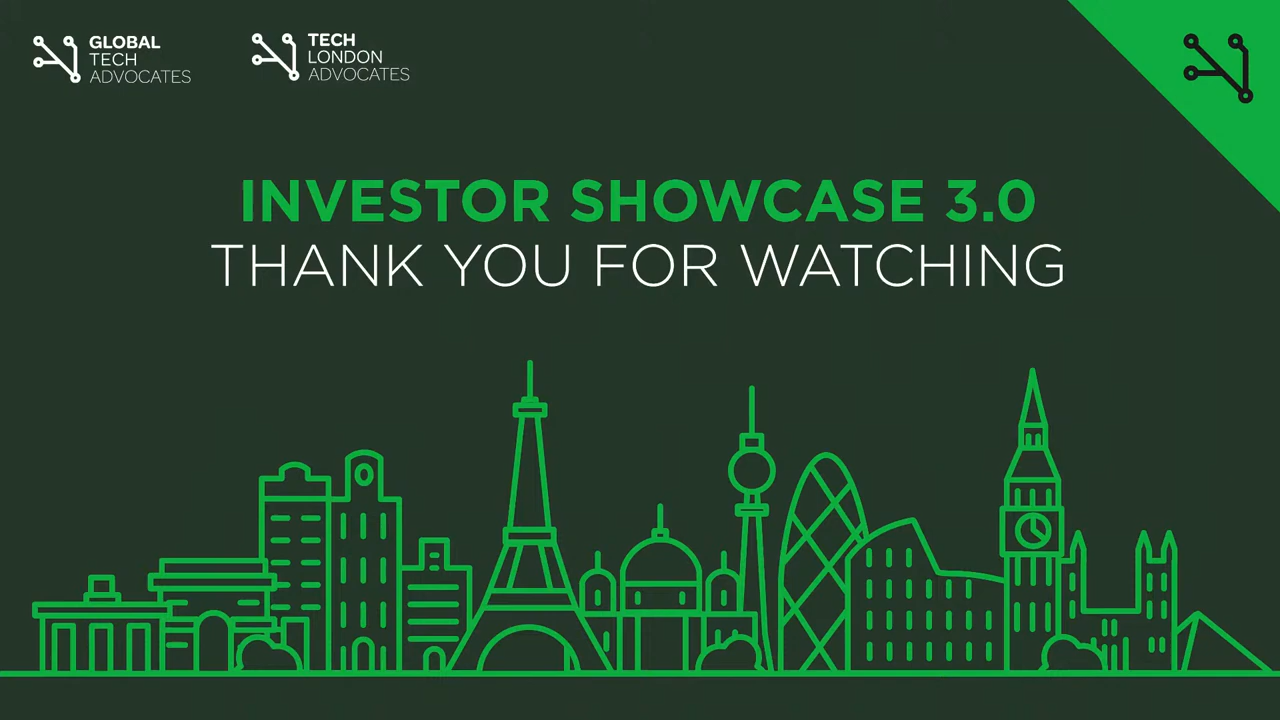 GLOBAL
TECH
ADVOCATES
TECH
LONDON
ADVOCATES
INVESTOR SHOWCASE 3.0
THANK YOU FOR WATCHING